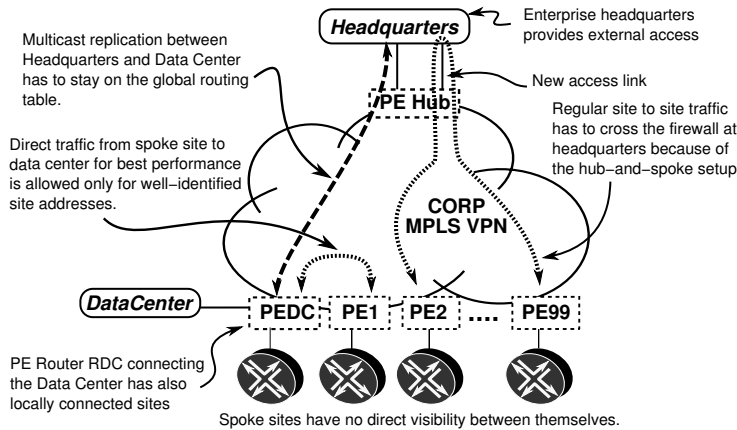 Headquarters
Enterprise headquarters
provides external access
Multicast replication between
Headquarters and Data Center
has to stay on the global routing
table.
New access link
PE Hub
Regular site to site traffic
has to cross the firewall at
headquarters because of
the hub−and−spoke setup
Direct traffic from spoke site to
data center for best performance
is allowed only for well−identified
site addresses.
CORP
MPLS VPN
DataCenter
PEDC
PE1
PE2
....
PE99
PE Router RDC connecting
the Data Center has also
locally connected sites
Spoke sites have no direct visibility between themselves.